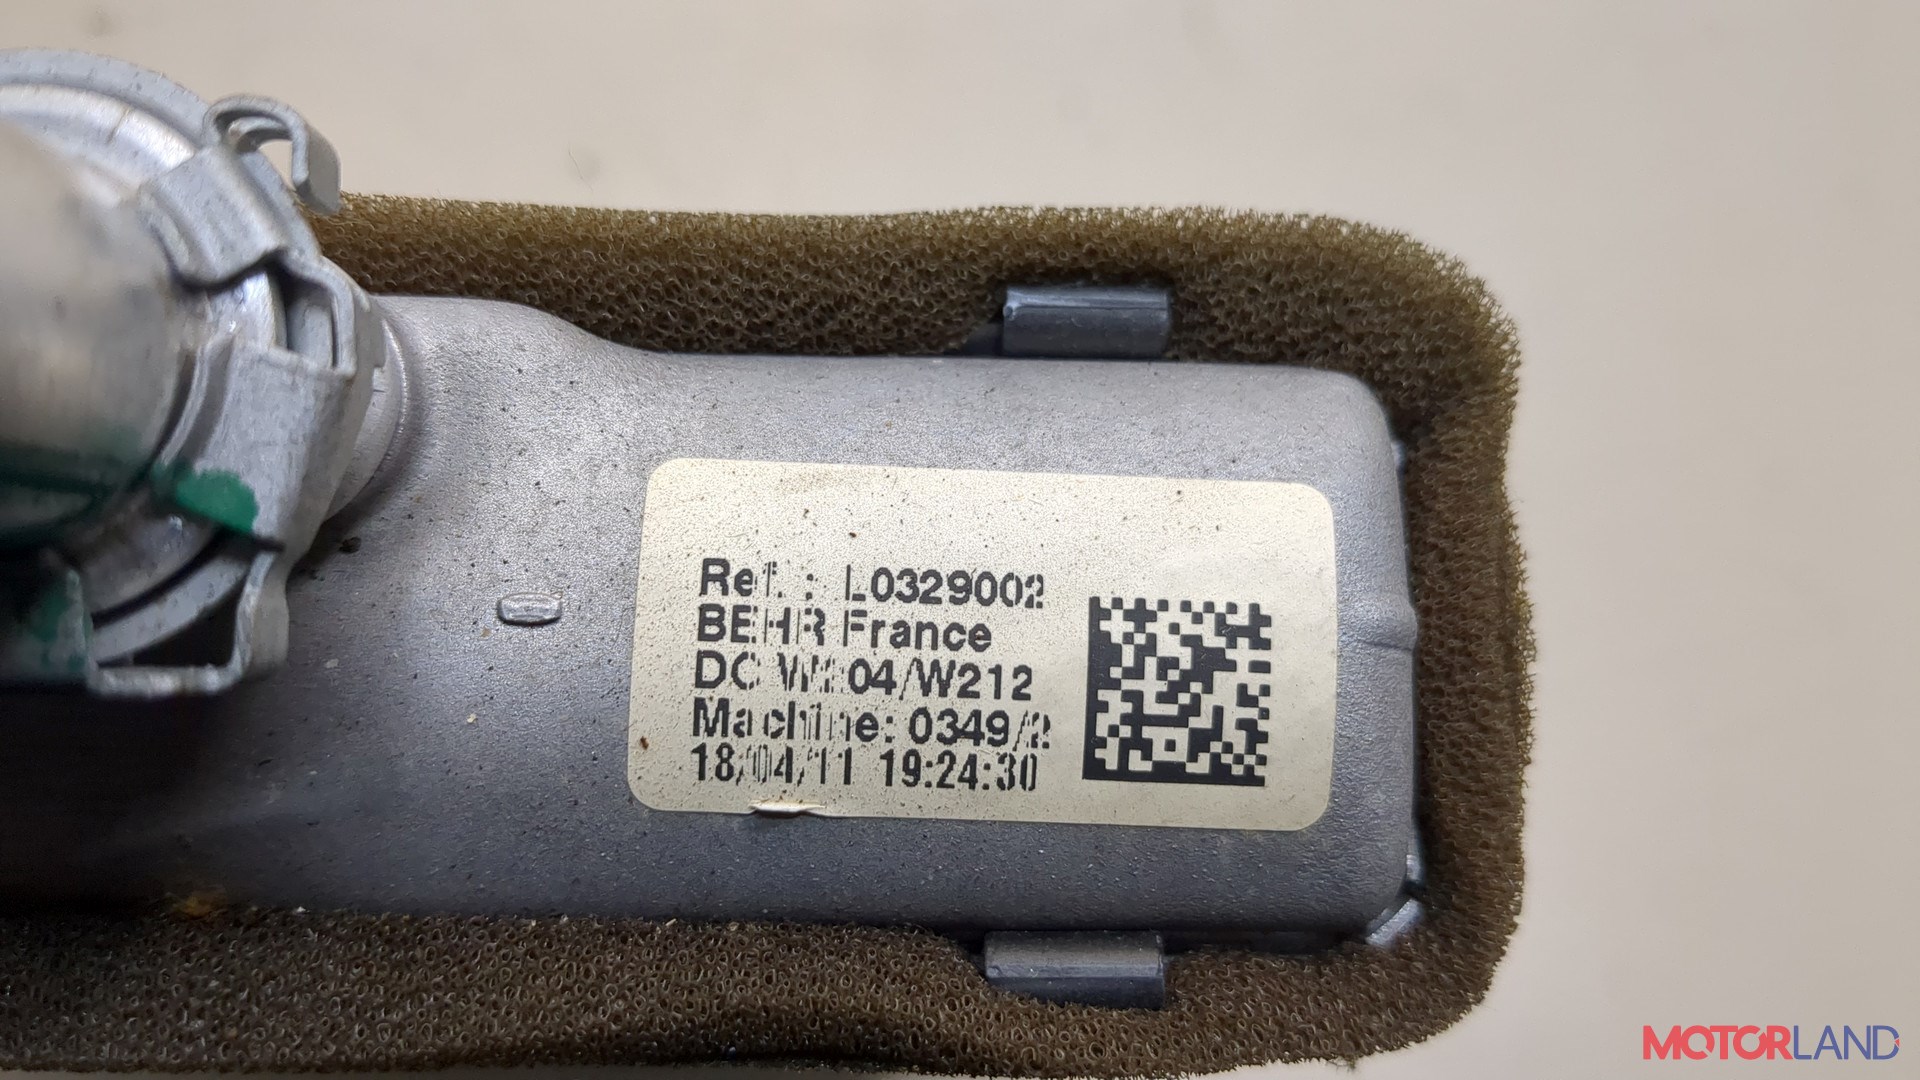 Ref. : L0329002
BEHR France
DC W204/W212
Machine: 0349/2
18/04/11 19:24:30
MOTORLAND